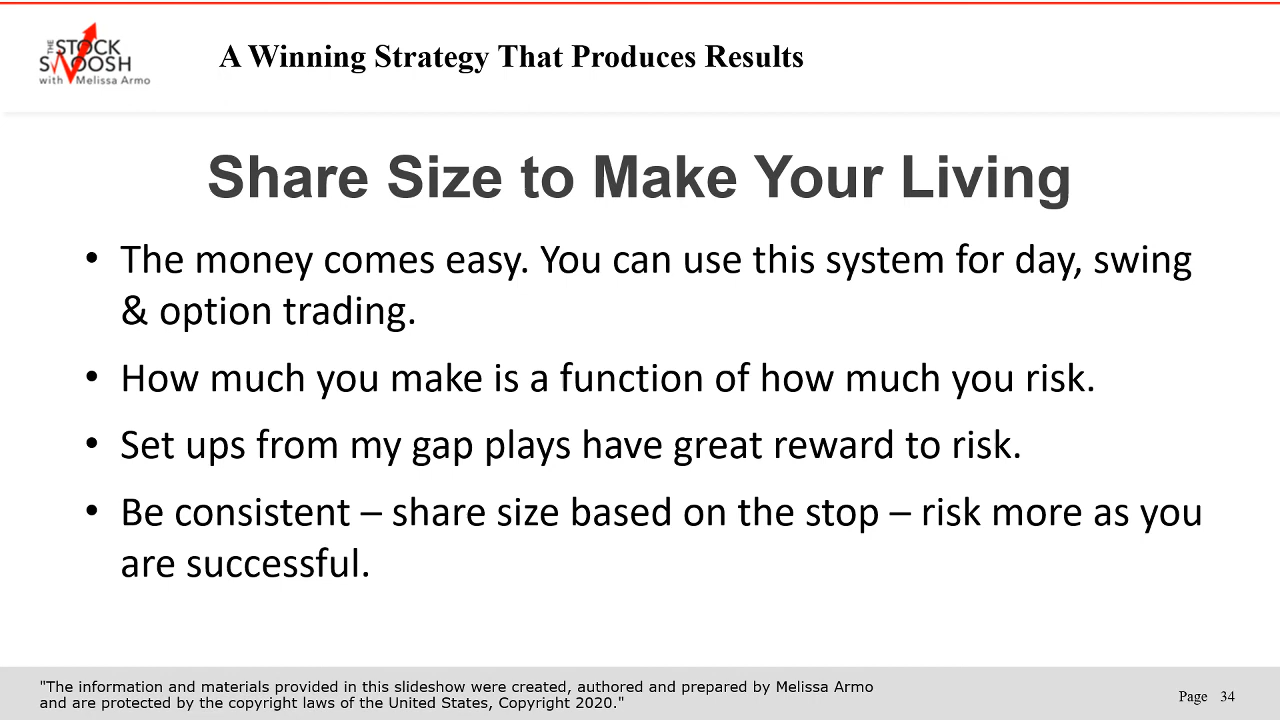 THE STOCK
SWOOSH
with Melissa Armo
A Winning Strategy That Produces Results
Share Size to Make Your Living
• The money comes easy. You can use this system for day, swing
& option trading.
• How much you make is a function of how much you risk.
• Set ups from my gap plays have great reward to risk.
• Be consistent – share size based on the stop – risk more as you
are successful.
"The information and materials provided in this slideshow were created, authored and prepared by Melissa Armo
and are protected by the copyright laws of the United States, Copyright 2020."
Page 34